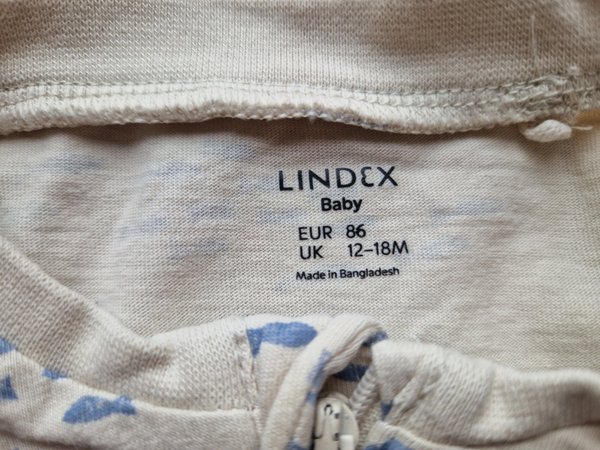 LINDEX
Baby
EUR 86
UK 12-18M
Made in Bangladesh